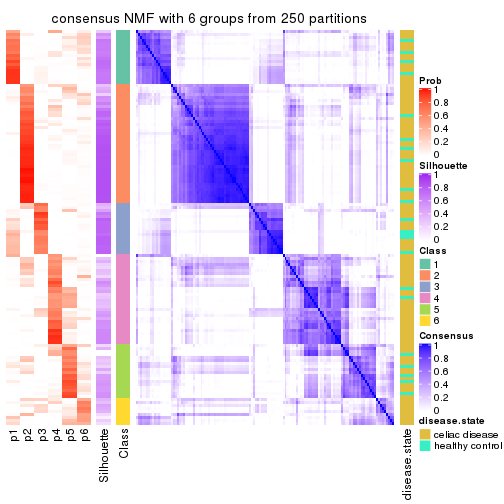 consensus NMF with 6 groups from 250 partitions
Prob
1
0.8
0.6
0.4
0.2
0
Silhouette
1
0.8
0.6
0.4
0.2
0
Class
1
2
3
4
5
6
Consensus
1
0.8
0.6
0.4
0.2
0
disease.state
celiac disease
healthy control
p1
p2
p3
p4
p5
p6
Silhouette
Class
disease.state